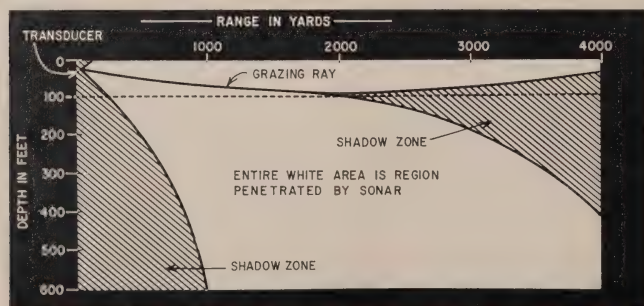 RANGE IN YARDS
TRANSDUCER
1000
2000
3000
4000
0
GRAZING RAY
100
SHADOW ZONE
200
ENTIRE WHITE AREA IS REGION
PENETRATED BY SONAR
300
400
500
SHADOW ZONE
600
DEPTH IN FEET